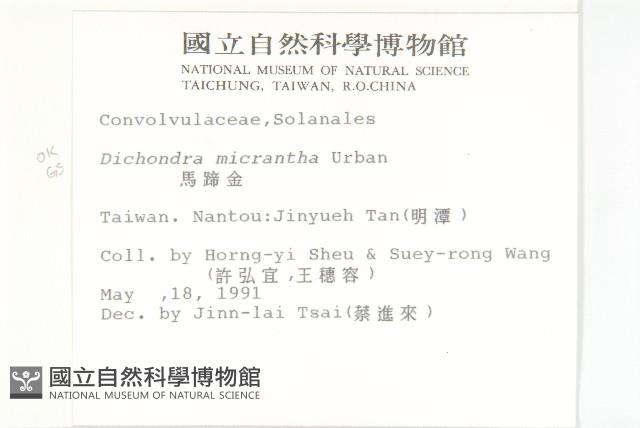 國立自然科學博物館
NATIONAL MUSEUM OF NATURAL SCIENCE
TAICHUNG, TAIWAN, R.O.CHINA
Convolvulaceae,Solanales
Dichondra micrantha Urban
馬蹄金
Taiwan. Nantou:Jinyueh Tan(明潭)
Coll. by Horng-yi Sheu & Suey-rong Wang
(許弘宜,王穗容)
May ,18, 1991
Dec. by Jinn-lai Tsai(蔡進來)
OK
GS
國立自然科學博物館
NATIONAL MUSEUM OF NATURAL SCIENCE